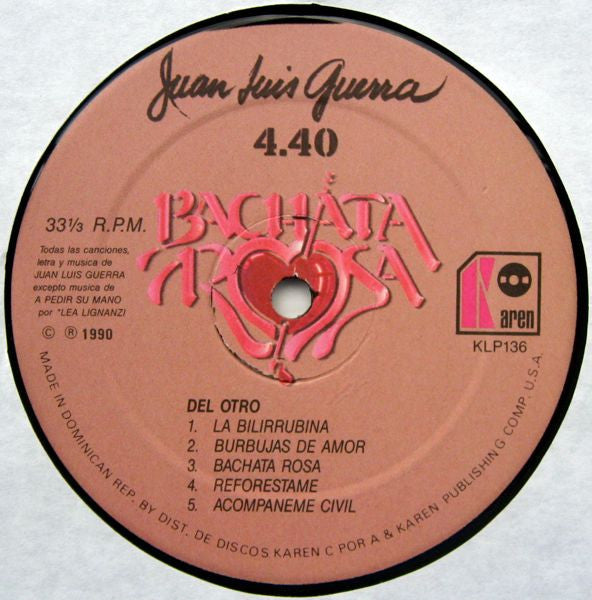 Juan Luis Guerra
4.40
BACHATA
ROSA
33⅓ R.P.M.
Todas las canciones,
letra y musica de
JUAN LUIS GUERRA
excepto musica de
A PEDIR SU MANO
por "LEA LIGNANZI
© ® 1990
K
aren
KLP136
DEL OTRO
1. LA BILIRRUBINA
2. BURBUJAS DE AMOR
3. BACHATA ROSA
4. REFORESTAME
5. ACOMPANEME CIVIL
MADE IN DOMINICAN REP. BY DIST. DE DISCOS KAREN C POR A & KAREN PUBLISHING COMP. U.S.A.